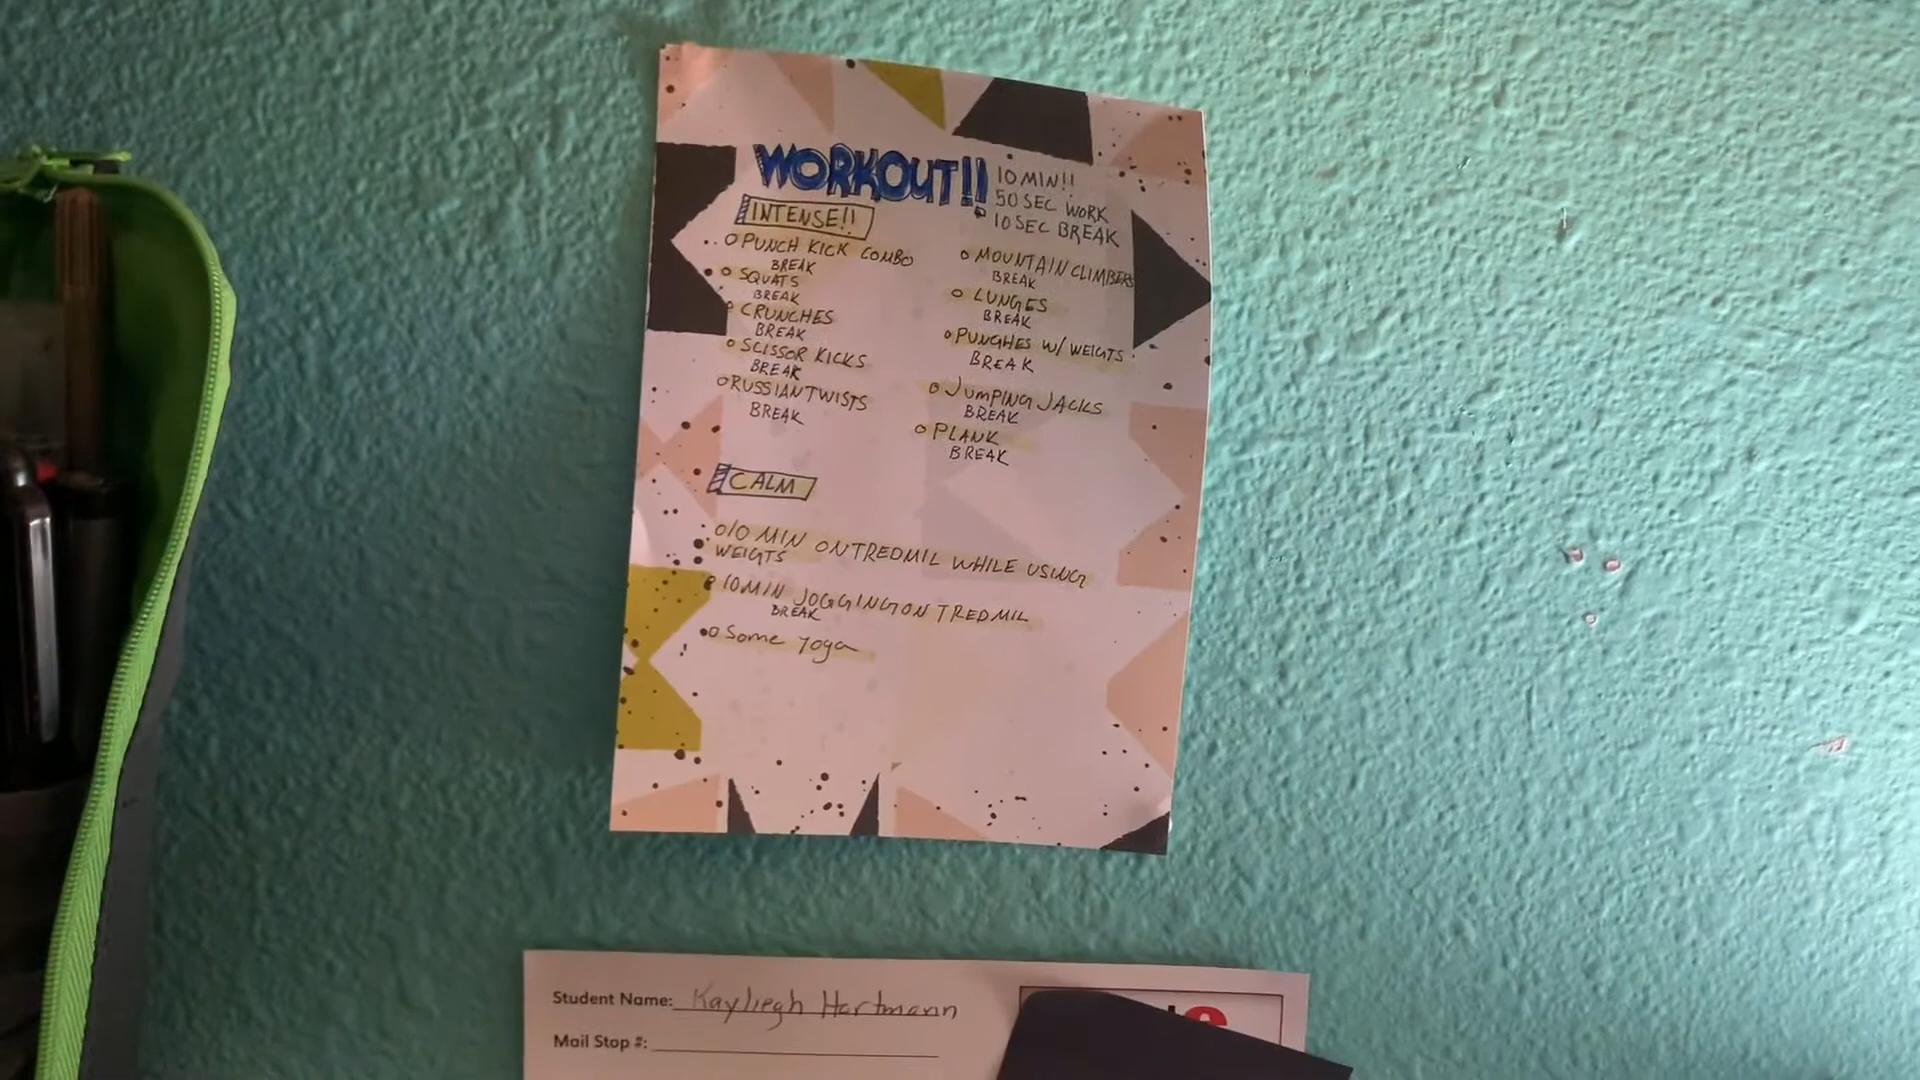 WORKOUT!!
10 MIN!!
50 SEC WORK
10 SEC BREAK
INTENSE!!
PUNCH KICK COMBO
BREAK
SQUATS
BREAK
CRUNCHES
BREAK
SCISSOR KICKS
BREAK
RUSSIAN TWISTS
BREAK
MOUNTAIN CLIMBERS
BREAK
LUNGES
BREAK
PUNCHES W/ WEIGTS
BREAK
JUMPING JACKS
BREAK
PLANK
BREAK
CALM
10 MIN ON TREDMIL WHILE USING
WEIGTS
10 MIN JOGGING ON TREDMIL
BREAK
Some Yoga
Student Name: Kayliegh Hartmann
Mail Stop #: